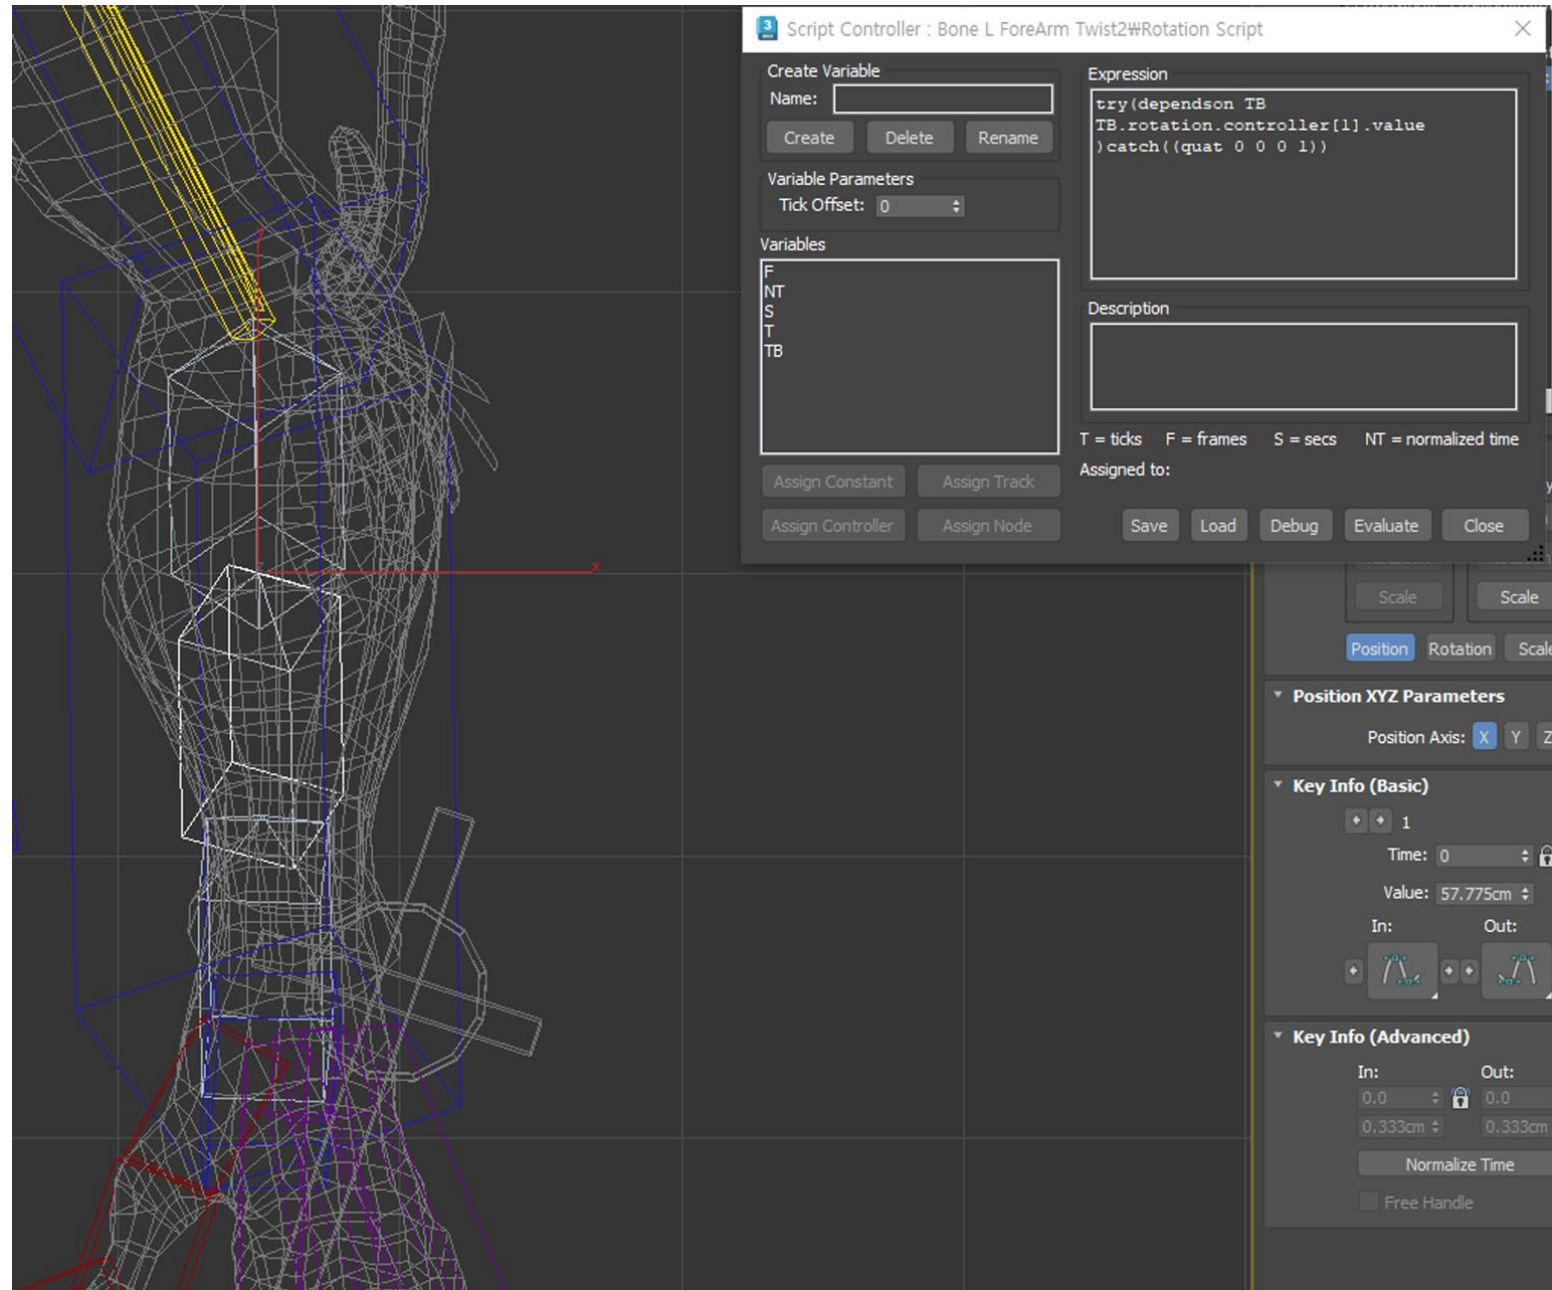 Script Controller : Bone L ForeArm Twist2₩Rotation Script
Create Variable
Name:
Create Delete Rename
Variable Parameters
Tick Offset: 0
Variables
F
NT
S
T
TB
Assign Constant Assign Track
Assign Controller Assign Node
Expression
try(dependson TB
TB.rotation.controller[1].value
)catch((quat 0 0 0 1))
Description
T = ticks F = frames S = secs NT = normalized time
Assigned to:
Save Load Debug Evaluate Close
x
Scale Scale
Position Rotation Scale
Position XYZ Parameters
Position Axis: X Y Z
Key Info (Basic)
1
Time: 0
Value: 57.775cm
In: Out:
Key Info (Advanced)
In: Out:
0.0 0.0
0.333cm 0.333cm
Normalize Time
Free Handle